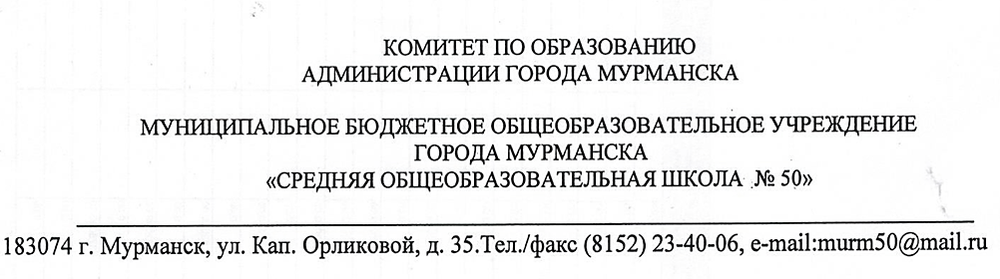 КОМИТЕТ ПО ОБРАЗОВАНИЮ
АДМИНИСТРАЦИИ ГОРОДА МУРМАНСКА
МУНИЦИПАЛЬНОЕ БЮДЖЕТНОЕ ОБЩЕОБРАЗОВАТЕЛЬНОЕ УЧРЕЖДЕНИЕ
ГОРОДА МУРМАНСКА
«СРЕДНЯЯ ОБЩЕОБРАЗОВАТЕЛЬНАЯ ШКОЛА № 50»
183074 г. Мурманск, ул. Кап. Орликовой, д. 35.Тел./факс (8152) 23-40-06, e-mail:murm50@mail.ru